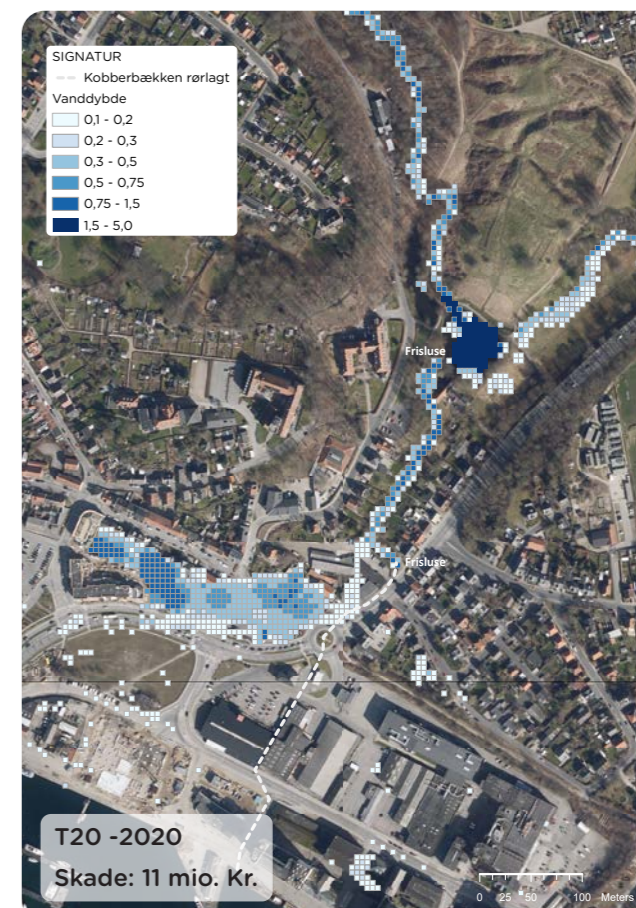 SIGNATUR
Kobberbækken rørlagt
Vanddybde
0,1 - 0,2
0,2 - 0,3
0,3 - 0,5
0,5 - 0,75
0,75 - 1,5
1,5 - 5,0
Frisluse
Frisluse
T20 -2020
Skade: 11 mio. Kr.
0 25 50 100 Meters